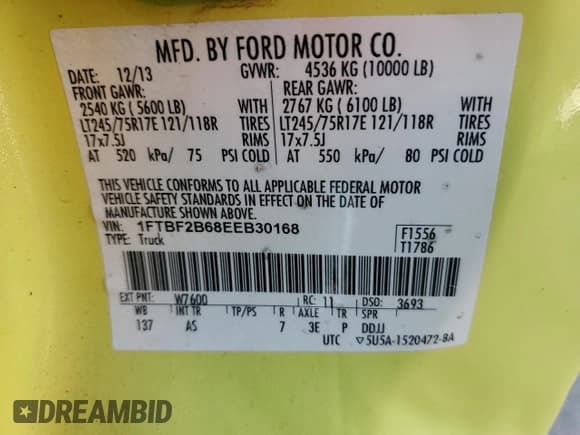 MFD. BY FORD MOTOR CO.
DATE: 12/13 GVWR: 4536 KG (10000 LB)
FRONT GAWR: REAR GAWR:
2540 KG ( 5600 LB) WITH 2767 KG ( 6100 LB) WITH
LT245/75R17E 121/118R TIRES LT245/75R17E 121/118R TIRES
17x7.5J RIMS 17x7.5J RIMS
AT 520 kPa/ 75 PSI COLD AT 550 kPa/ 80 PSI COLD
THIS VEHICLE CONFORMS TO ALL APPLICABLE FEDERAL MOTOR
VEHICLE SAFETY STANDARDS IN EFFECT ON THE DATE OF
MANUFACTURE SHOWN ABOVE.
VIN: 1FTBF2B68EEB30168 F1556
TYPE: Truck T1786
EXT PNT: W7600 RC: 11 DSO: 3693
WB INT TR TP/PS R AXLE TR SPR
137 AS 7 3E P DDJJ
UTC ▽5U5A-1520472-BA
DREAMBID